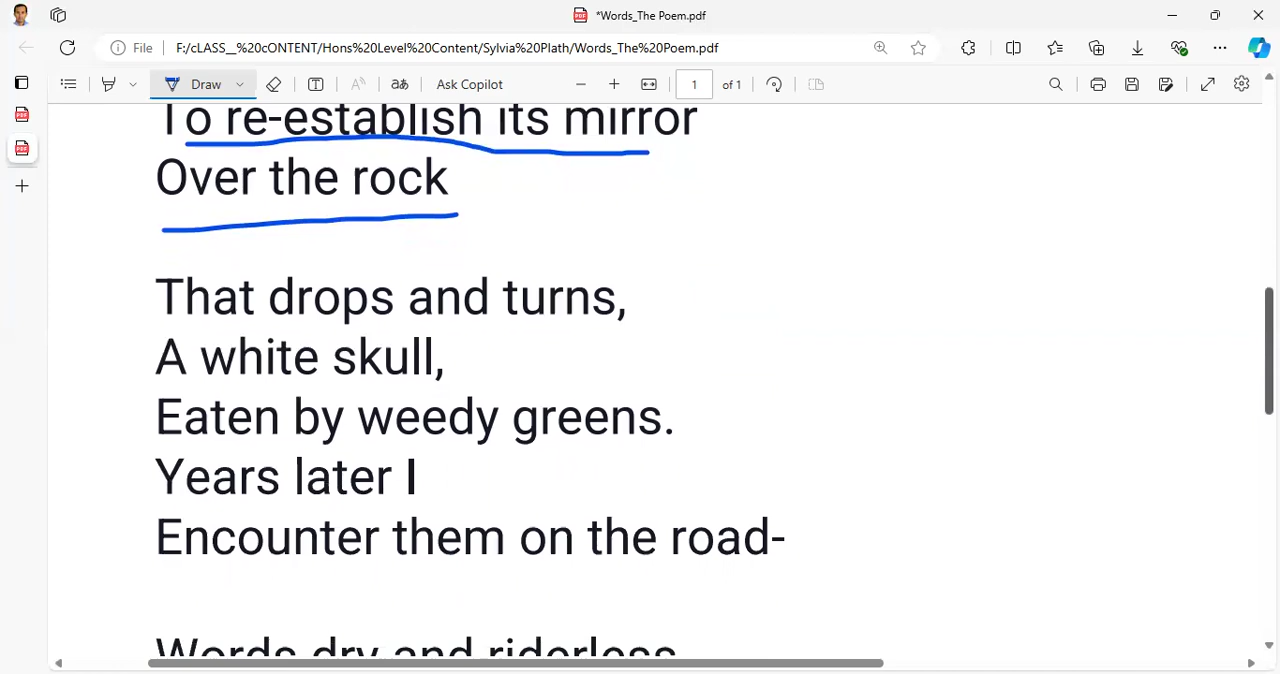 *Words_The Poem.pdf
File
F:/cLASS__%20cONTENT/Hons%20Level%20Content/Sylvia%20Plath/Words_The%20Poem.pdf
Draw
Ask Copilot
1
of 1
To re-establish its mirror
Over the rock
That drops and turns,
A white skull,
Eaten by weedy greens.
Years later I
Encounter them on the road-
Words dry and riderless,